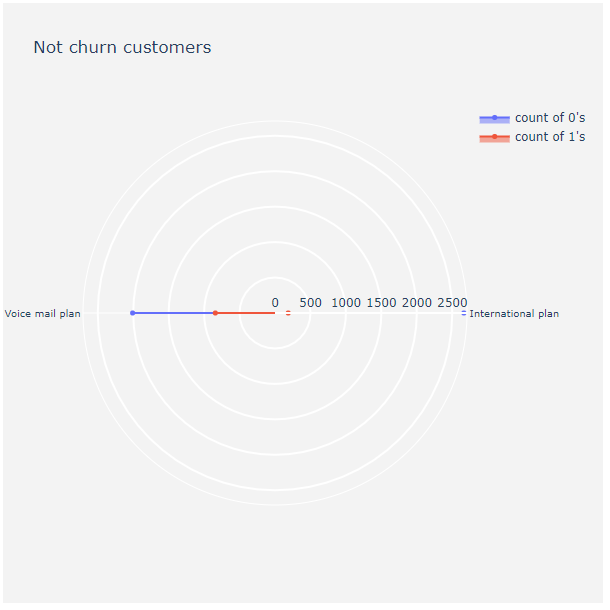 Not churn customers
count of 0's
count of 1's
0 500 1000 1500 2000 2500
Voice mail plan
International plan